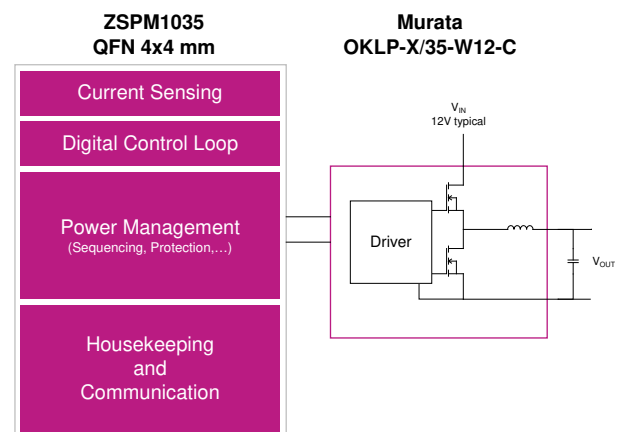 ZSPM1035
QFN 4x4 mm
Current Sensing
Digital Control Loop
Power Management
(Sequencing, Protection,…)
Housekeeping
and
Communication
Murata
OKLP-X/35-W12-C
VIN
12V typical
Driver
VOUT